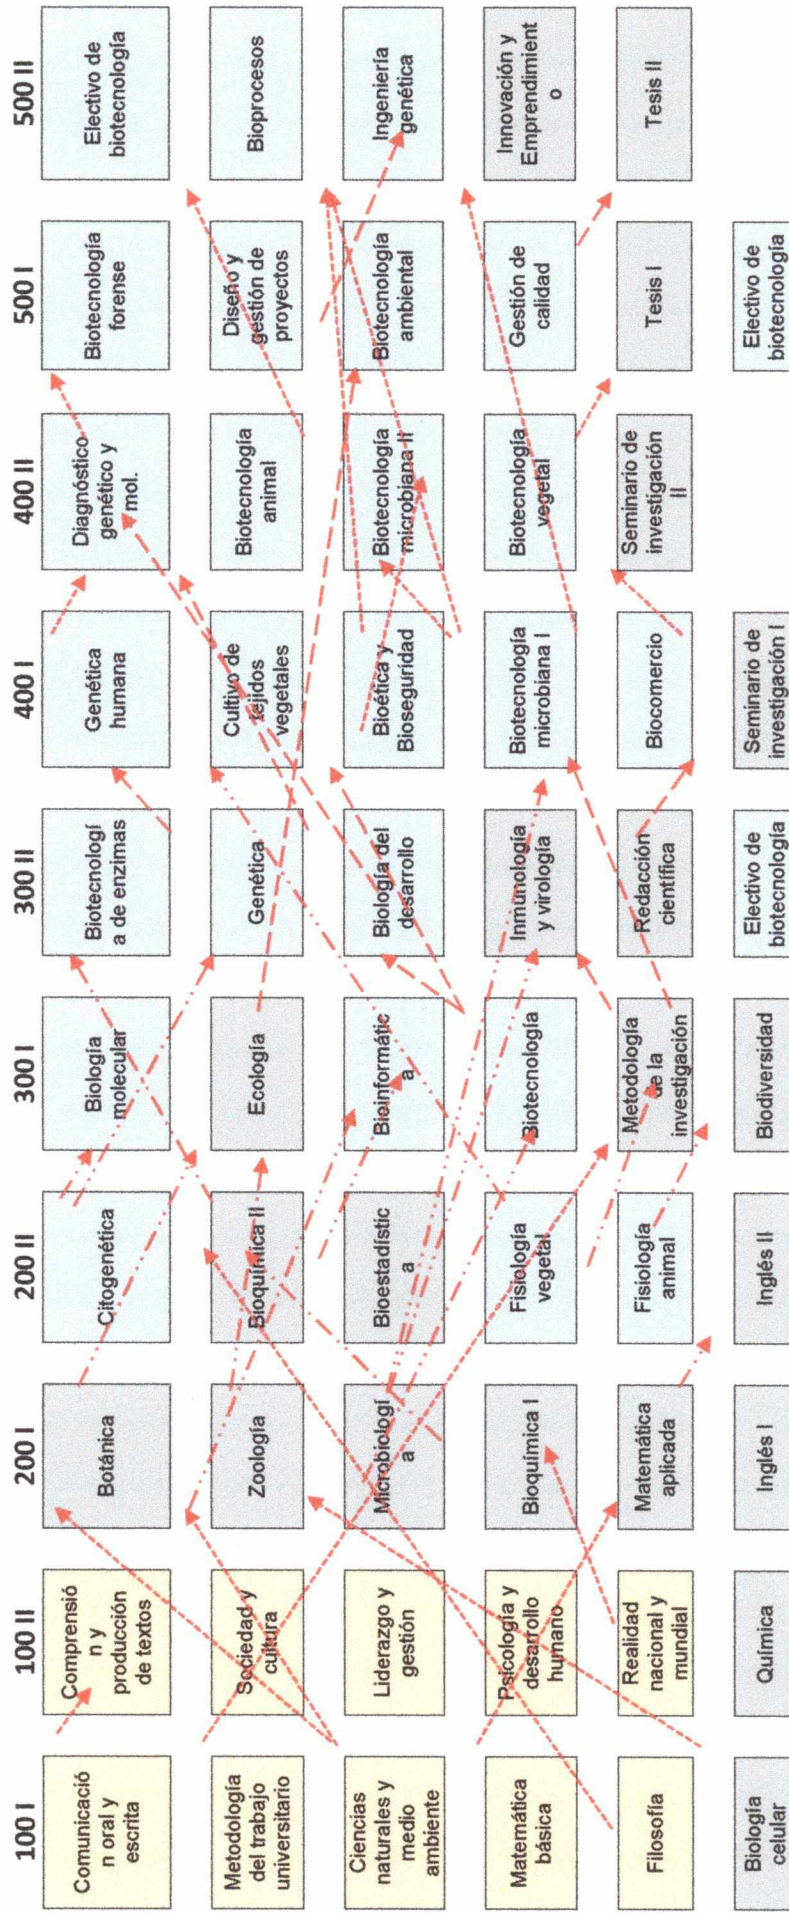 100 I
100 II
200 I
200 II
300 I
300 II
400 I
400 II
500 I
500 II
Comunicació
n oral y
escrita
Comprensió
n y
producción
de textos
Botánica
Citogenética
Biología
molecular
Biotecnologí
a de enzimas
Genética
humana
Diagnóstico
genético y
mol.
Biotecnología
forense
Electivo de
biotecnología
Metodología
del trabajo
universitario
Sociedad y
cultura
Zoología
Bioquímica II
Ecología
Genética
Cultivo de
tejidos
vegetales
Biotecnología
animal
Diseño y
gestión de
proyectos
Bioprocesos
Ciencias
naturales y
medio
ambiente
Liderazgo y
gestión
Microbiologí
a
Bioestadístic
a
Bioinformátic
a
Biología del
desarrollo
Bioética y
Bioseguridad
Biotecnología
microbiana II
Biotecnología
ambiental
Ingeniería
genética
Matemática
básica
Psicología y
desarrollo
humano
Bioquímica I
Fisiología
vegetal
Biotecnología
Inmunología
y virología
Biotecnología
microbiana I
Biotecnología
vegetal
Gestión de
calidad
Innovación y
Emprendimient
o
Filosofía
Realidad
nacional y
mundial
Matemática
aplicada
Fisiología
animal
Metodología
de la
investigación
Redacción
científica
Biocomercio
Seminario de
investigación
II
Tesis I
Tesis II
Biología
celular
Química
Inglés I
Inglés II
Biodiversidad
Electivo de
biotecnología
Seminario de
investigación I
Electivo de
biotecnología